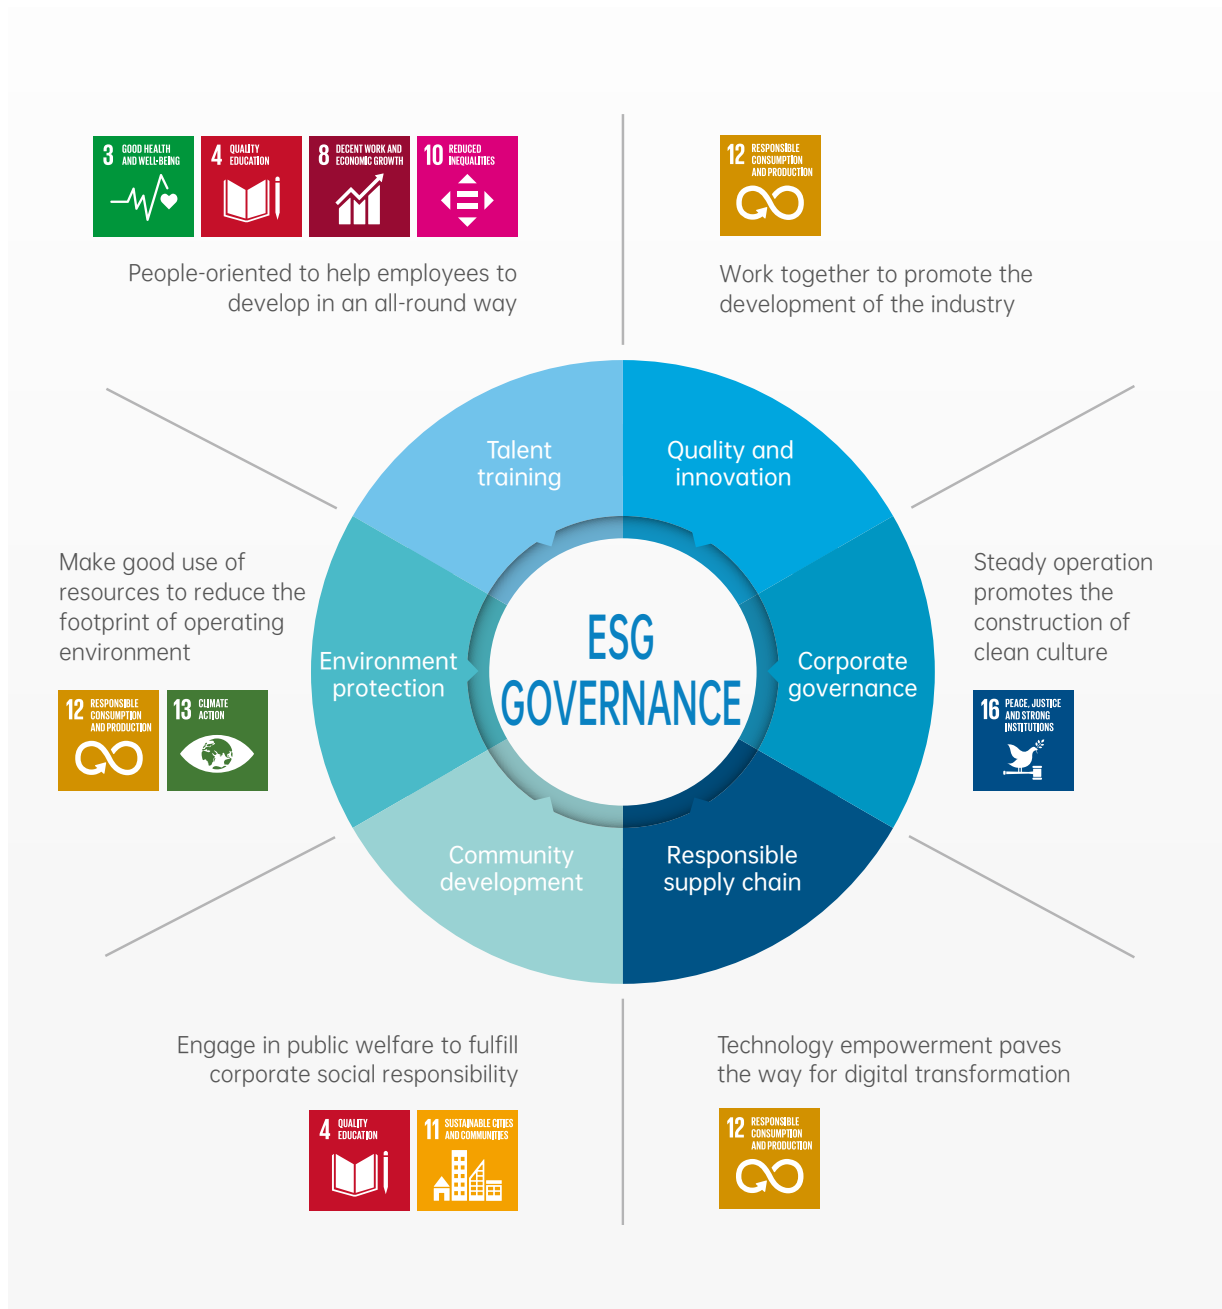 3 GOOD HEALTH
AND WELL-BEING
4 QUALITY
EDUCATION
8 DECENT WORK AND
ECONOMIC GROWTH
10 REDUCED
INEQUALITIES
People-oriented to help employees to
develop in an all-round way
12 RESPONSIBLE
CONSUMPTION
AND PRODUCTION
Work together to promote the
development of the industry
Talent
training
Quality and
innovation
Make good use of
resources to reduce the
footprint of operating
environment
12 RESPONSIBLE
CONSUMPTION
AND PRODUCTION
13 CLIMATE
ACTION
Environment
protection
ESG
GOVERNANCE
Corporate
governance
Steady operation
promotes the
construction of
clean culture
16 PEACE, JUSTICE
AND STRONG
INSTITUTIONS
Community
development
Responsible
supply chain
Engage in public welfare to fulfill
corporate social responsibility
4 QUALITY
EDUCATION
11 SUSTAINABLE CITIES
AND COMMUNITIES
Technology empowerment paves
the way for digital transformation
12 RESPONSIBLE
CONSUMPTION
AND PRODUCTION